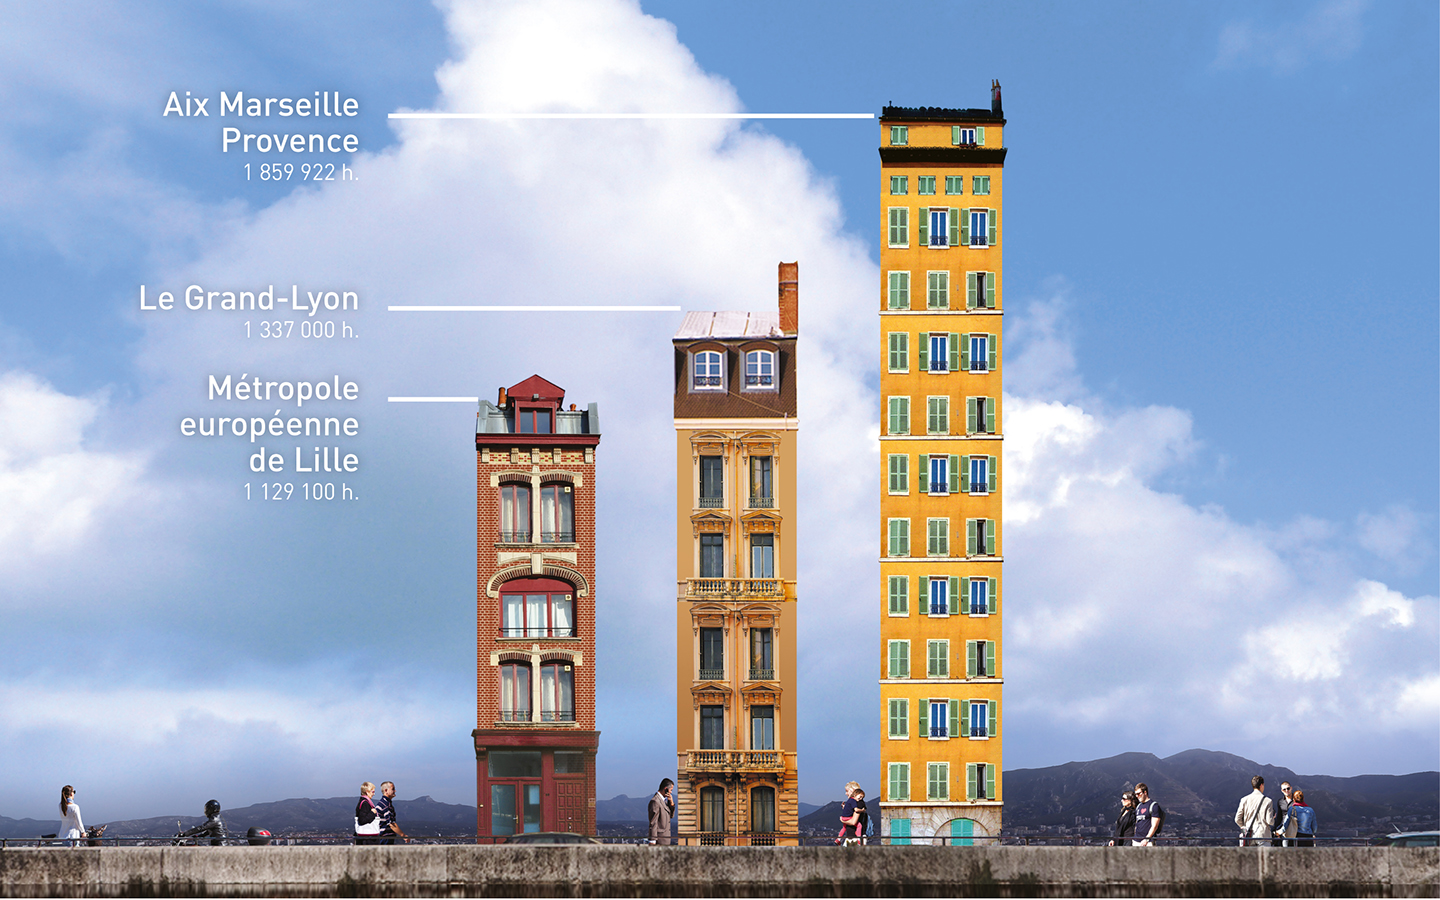 Aix Marseille
Provence
1 859 922 h.
Le Grand-Lyon
1 337 000 h.
Métropole
européenne
de Lille
1 129 100 h.